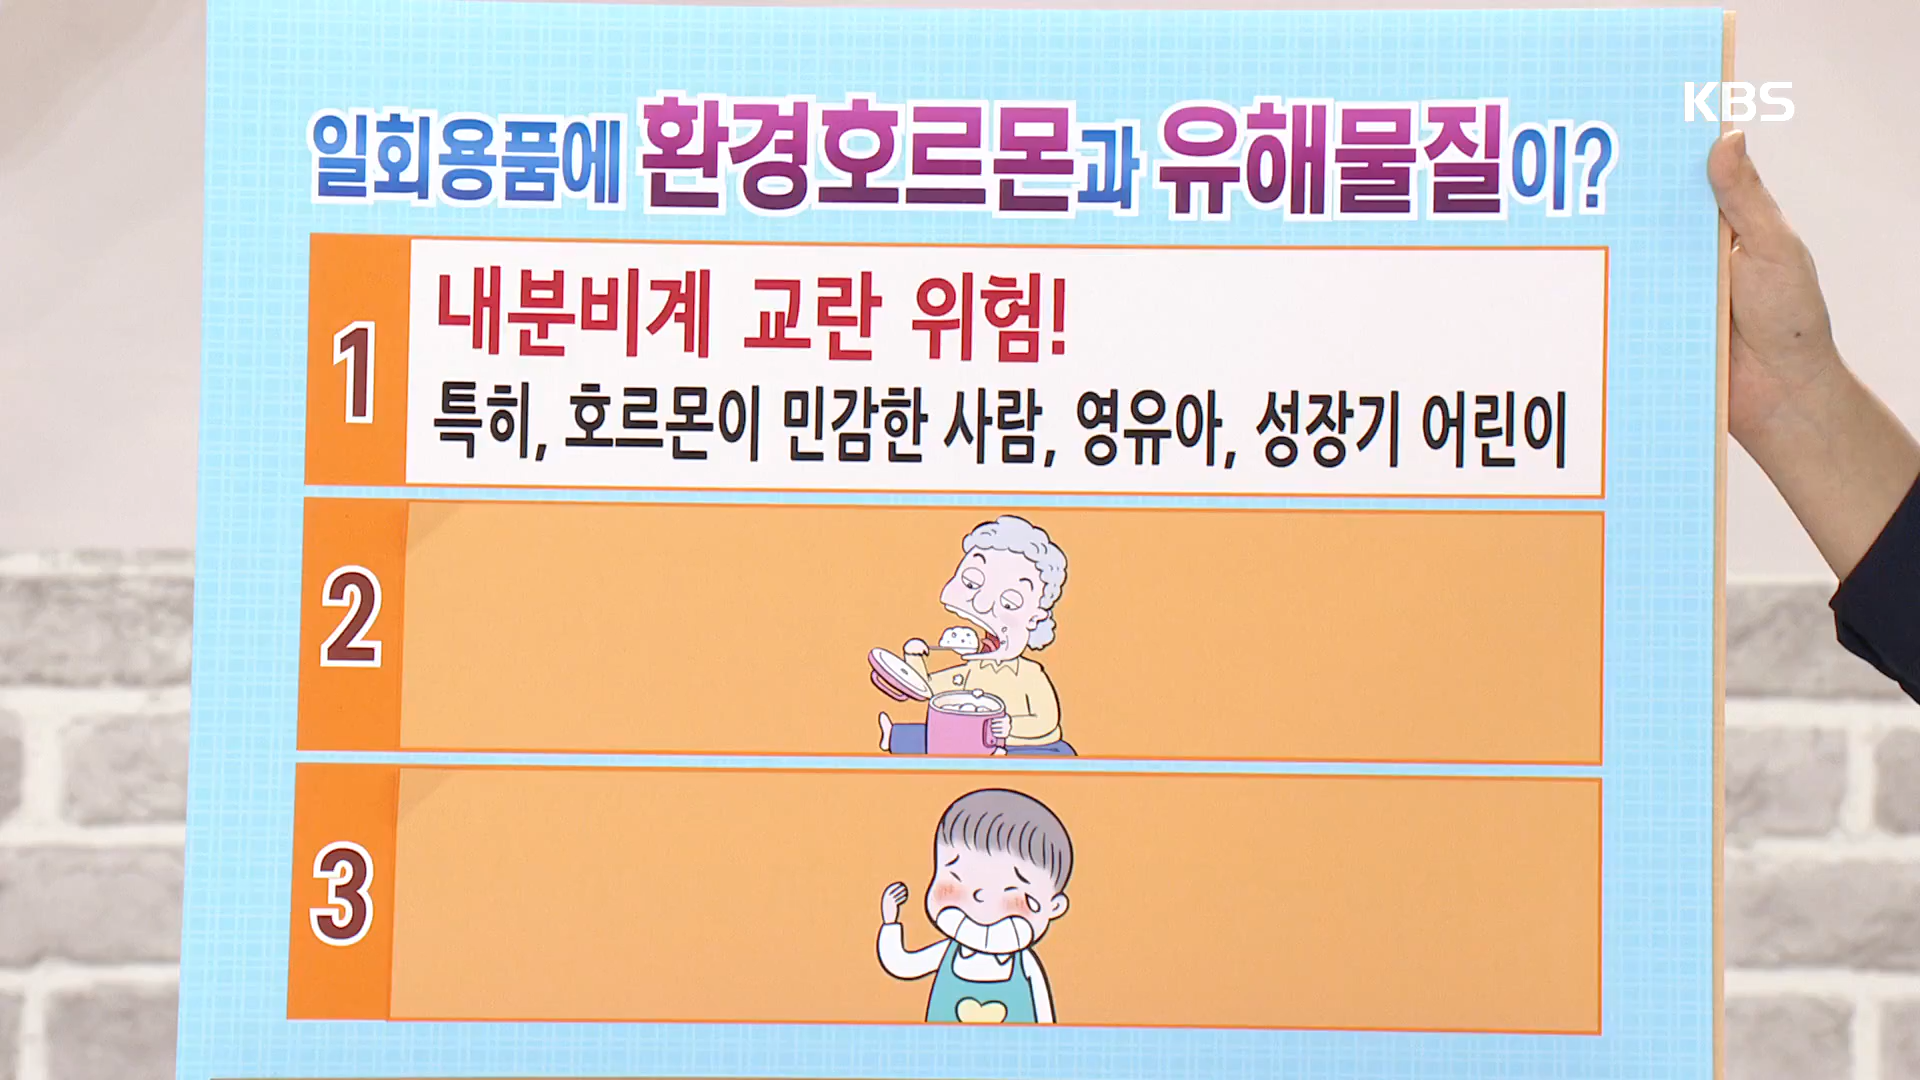 KBS
일회용품에 환경호르몬과 유해물질이?
1
내분비계 교란 위험!
특히, 호르몬이 민감한 사람, 영유아, 성장기 어린이
2
3